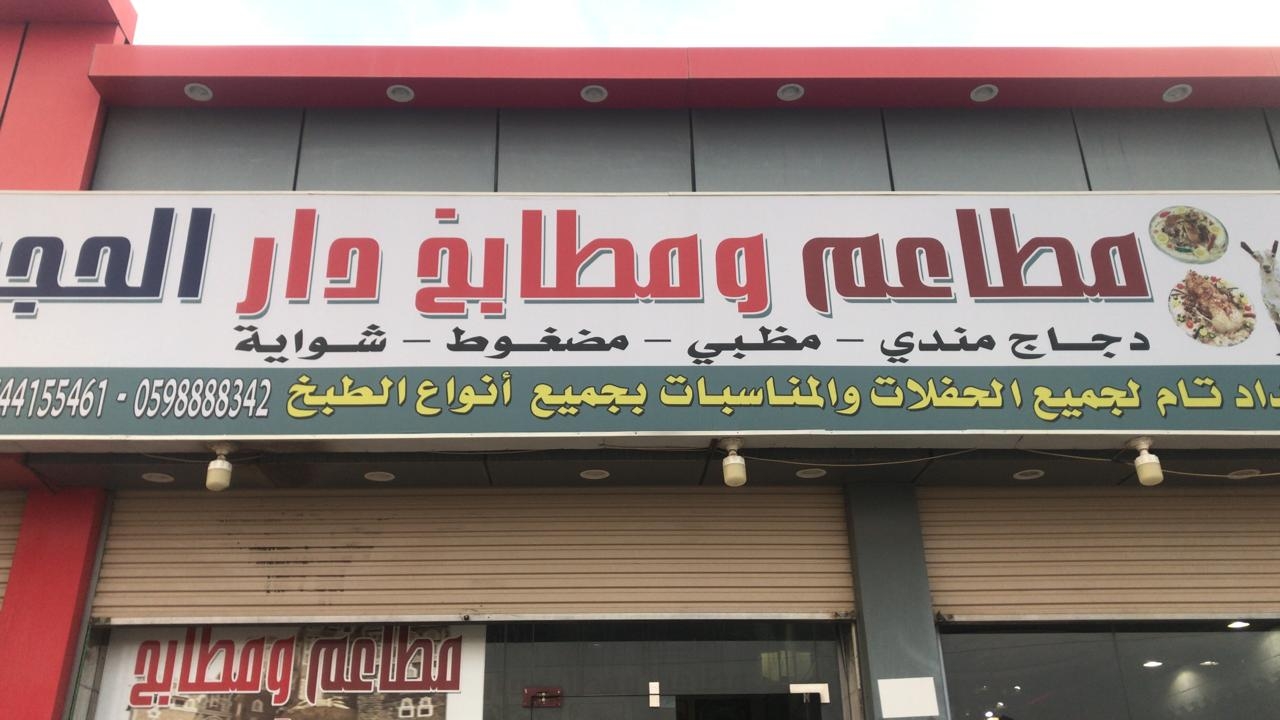 مطاعم ومطابخ دار
دجاج مندي - مظبي - مضغوط - شواية
تام لجميع الحفلات والمناسبات بجميع أنواع الطبخ 0598888342 - 44155461
مطاعم ومطابخ